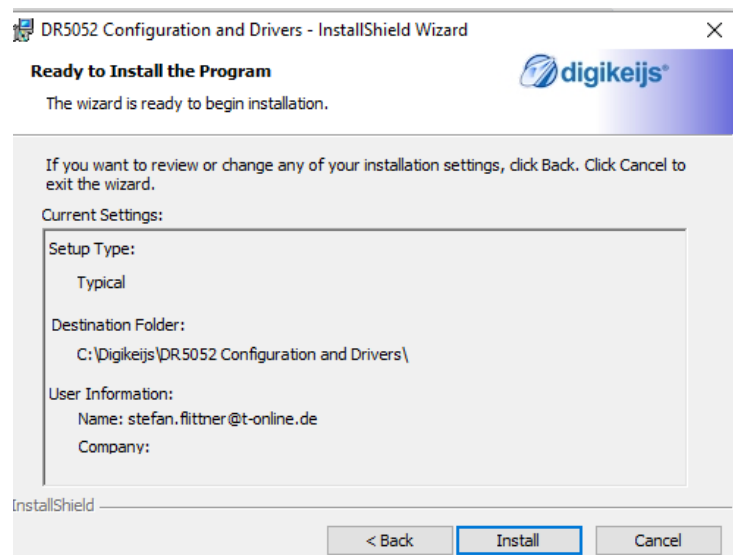 DR5052 Configuration and Drivers - InstallShield Wizard
Ready to Install the Program
digikeijs®
The wizard is ready to begin installation.
If you want to review or change any of your installation settings, click Back. Click Cancel to
exit the wizard.
Current Settings:
Setup Type:
Typical
Destination Folder:
C:\Digikeijs\DR5052 Configuration and Drivers\
User Information:
Name: stefan.flittner@t-online.de
Company:
InstallShield
< Back
Install
Cancel